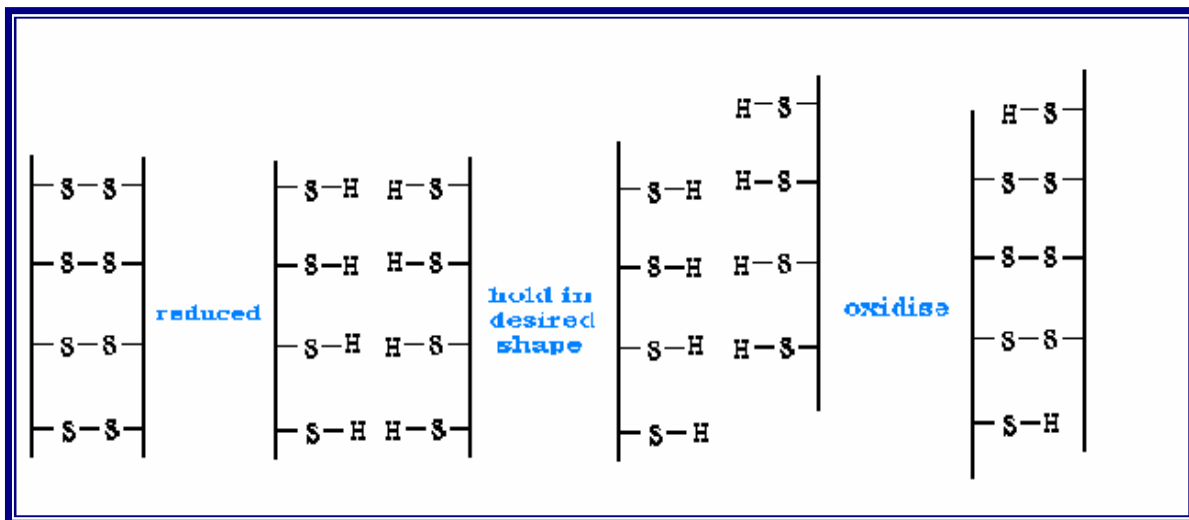 S-S
S-S
S-S
S-S
reduced
S-H H-S
S-H H-S
S-H H-S
S-H H-S
hold in
desired
shape
H-S
S-H H-S
S-H H-S
S-H H-S
S-H
oxidise
H-S
S-S
S-S
S-S
S-H